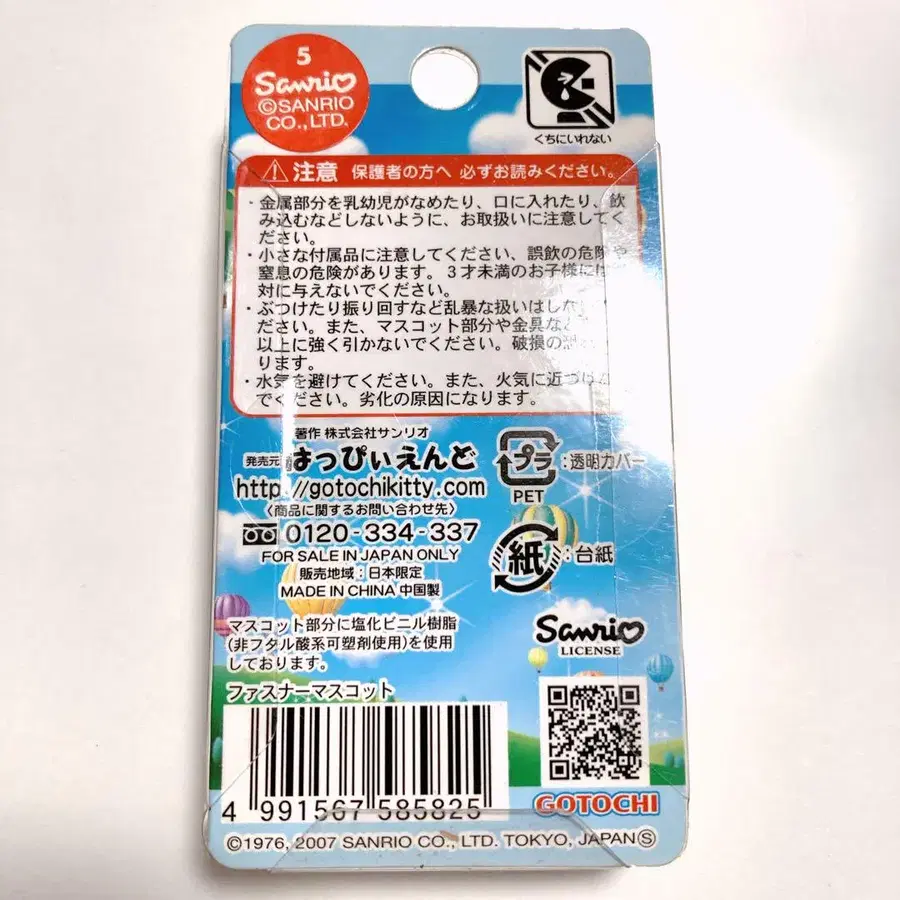 5
Sanrio
©SANRIO
CO.,LTD.
くちにいれない
注意 保護者の方へ 必ずお読みください。
・金属部分を乳幼児がなめたり、口に入れたり、飲
み込むなどしないように、お取扱いに注意してく
ださい。
・小さな付属品に注意してください、誤飲の危険や
窒息の危険があります。3才未満のお子様には
対に与えないでください。
・ぶつけたり振り回すなど乱暴な扱いはしな
ださい。また、マスコット部分や金具など
以上に強く引かないでください。破損の恐
ります。
・水気を避けてください。また、火気に近づけ
でください。劣化の原因になります。
著作 株式会社サンリオ
発売元 はっぴぃえんど
http://gotochikitty.com
〈商品に関するお問い合わせ先〉
0120-334-337
FOR SALE IN JAPAN ONLY
販売地域：日本限定
MADE IN CHINA 中国製
プラ：透明カバー
PET
紙：台紙
マスコット部分に塩化ビニル樹脂
(非フタル酸系可塑剤使用)を使用
しております。
ファスナーマスコット
Sanrio
LICENSE
4 991567 585825
GOTOCHI
©1976, 2007 SANRIO CO., LTD. TOKYO, JAPAN Ⓢ